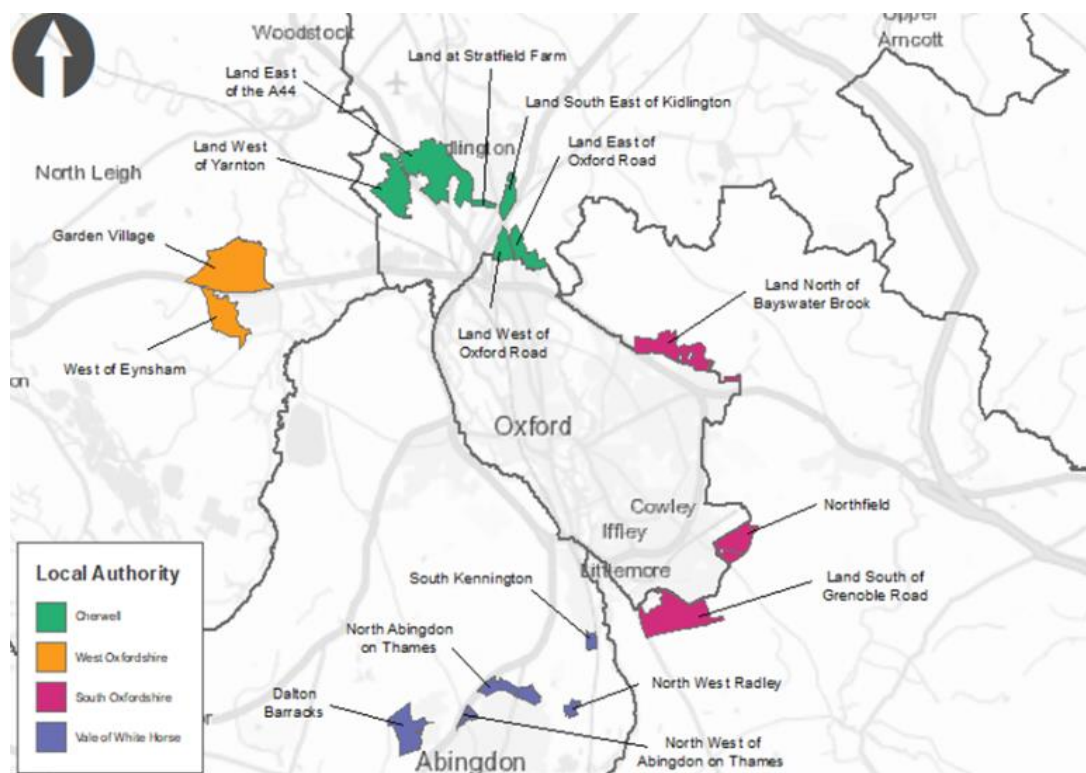 Upper
Arncott
Woodstock
Land at Stratfield Farm
Land East
of the A44
Land South East of Kidlington
Land East of
Oxford Road
Land West
of Yarnton
dlington
North Leigh
Garden Village
Land North of
Bayswater Brook
Land West of
Oxford Road
West of Eynsham
on
Oxford
Cowley
Iffley
Northfield
Littlemore
South Kennington
Land South of
Grenoble Road
North Abingdon
on Thames
Dalton
Barracks
North West Radley
North West of
Abingdon on Thames
Abingdon
or
Local Authority
Cherwell
West Oxfordshire
South Oxfordshire
Vale of White Horse